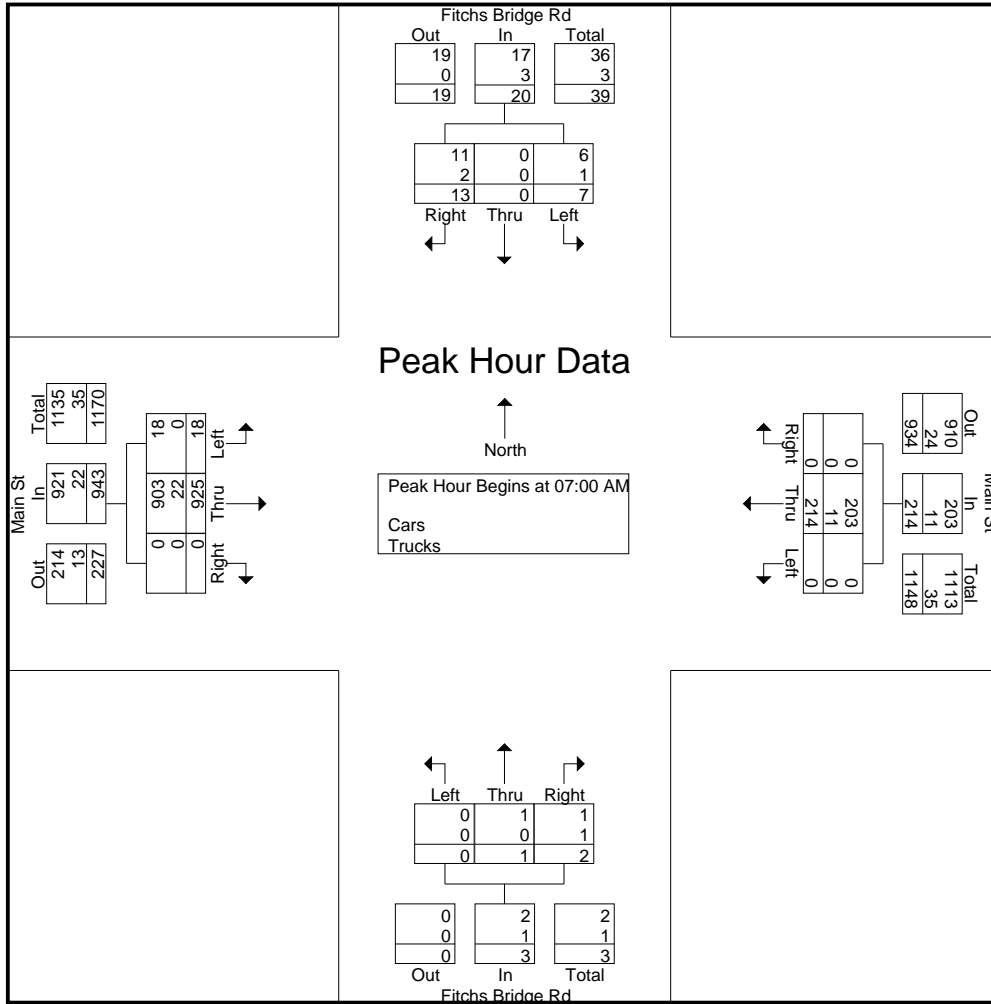 Fitchs Bridge Rd
Out In Total
19 17 36
0 3 3
19 20 39
11 0 6
2 0 1
13 0 7
Right Thru Left
Peak Hour Data
North
Peak Hour Begins at 07:00 AM
Cars
Trucks
Main St
Out In Total
214 921 1135
13 22 35
227 943 1170
18 903 0
0 22 0
18 925 0
Left Thru Right
Main St
Out In Total
910 203 1113
24 11 35
934 214 1148
0 203 0
0 11 0
0 214 0
Right Thru Left
Left Thru Right
0 1 1
0 0 1
0 1 2
0 2 2
0 1 1
0 3 3
Out In Total
Fitchs Bridge Rd